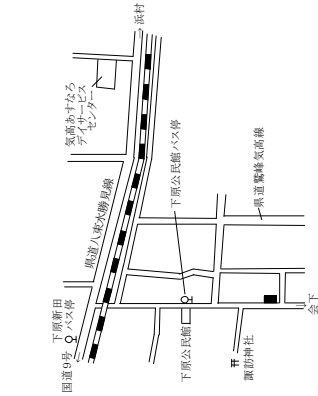 浜村
気高あすなろ
デイサービス
センター
県道八束水勝見線
下原公民館バス停
県道鷲峰気高線
下原新田
バス停
国道9号
下原公民館
諏訪神社
会下